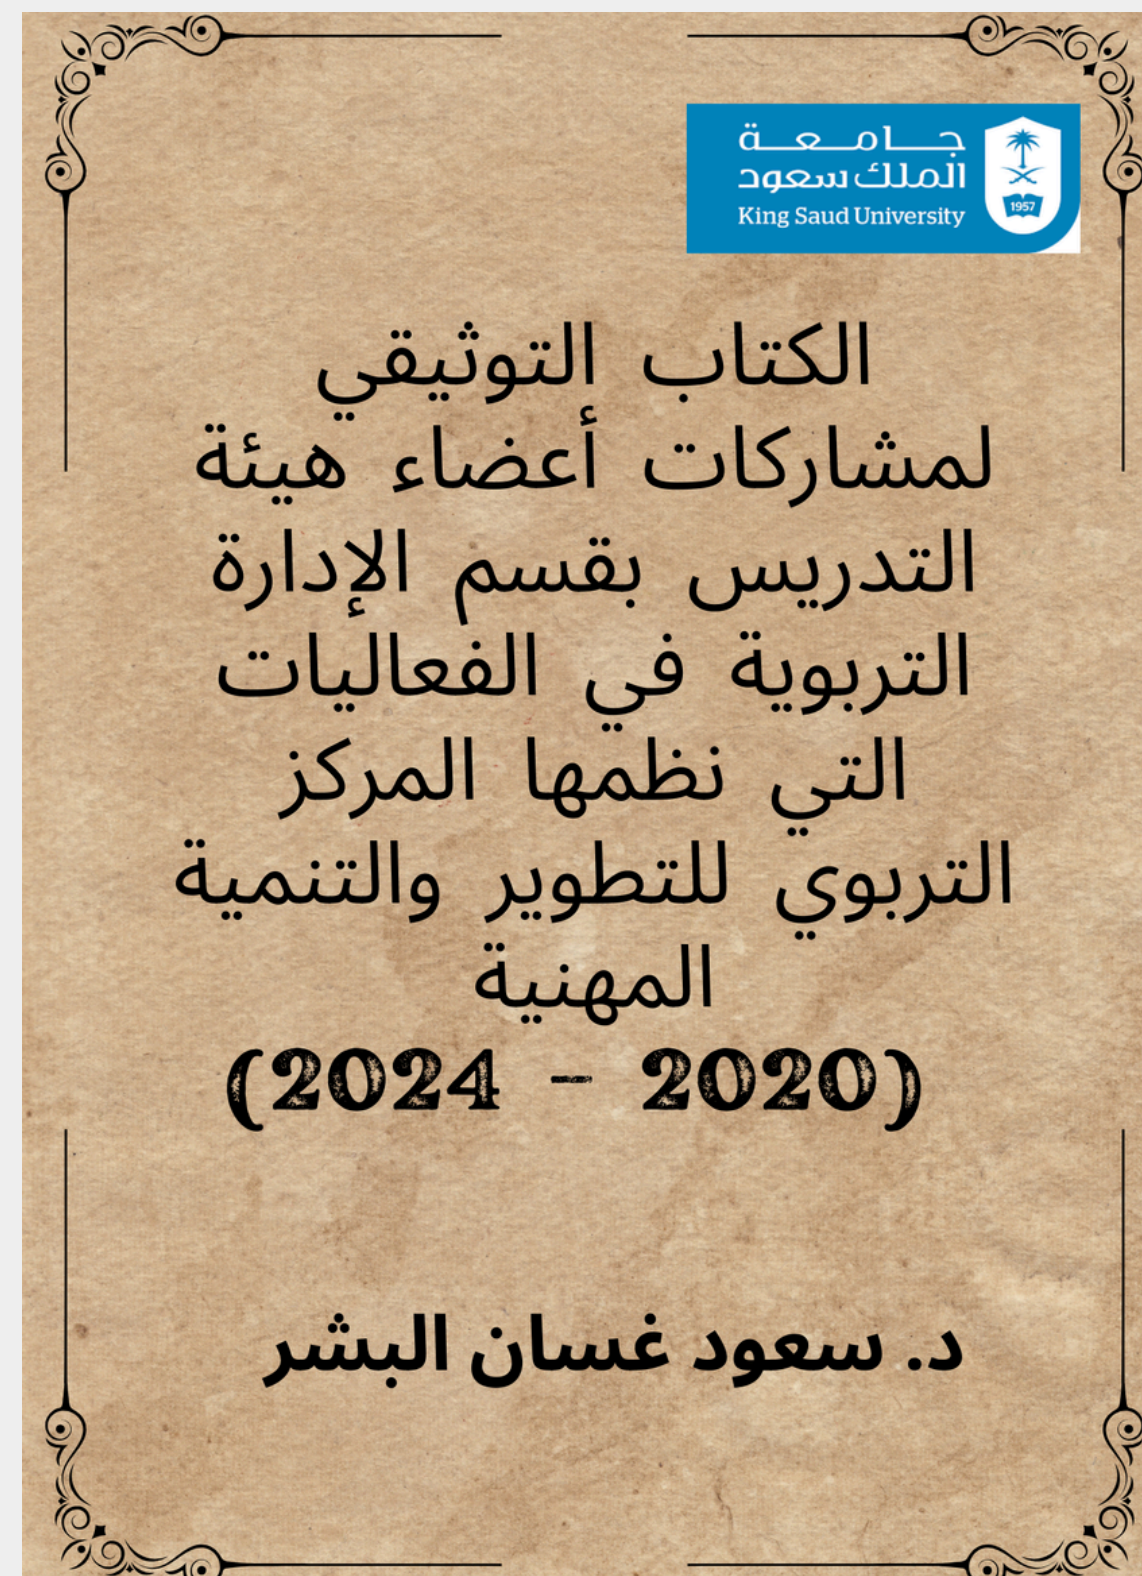 جامعة
الملك سعود
King Saud University
1957
الكتاب التوثيقي
لمشاركات أعضاء هيئة
التدريس بقسم الإدارة
التربوية في الفعاليات
التي نظمها المركز
التربوي للتطوير والتنمية
المهنية
(2020 - 2024)
د. سعود غسان البشر